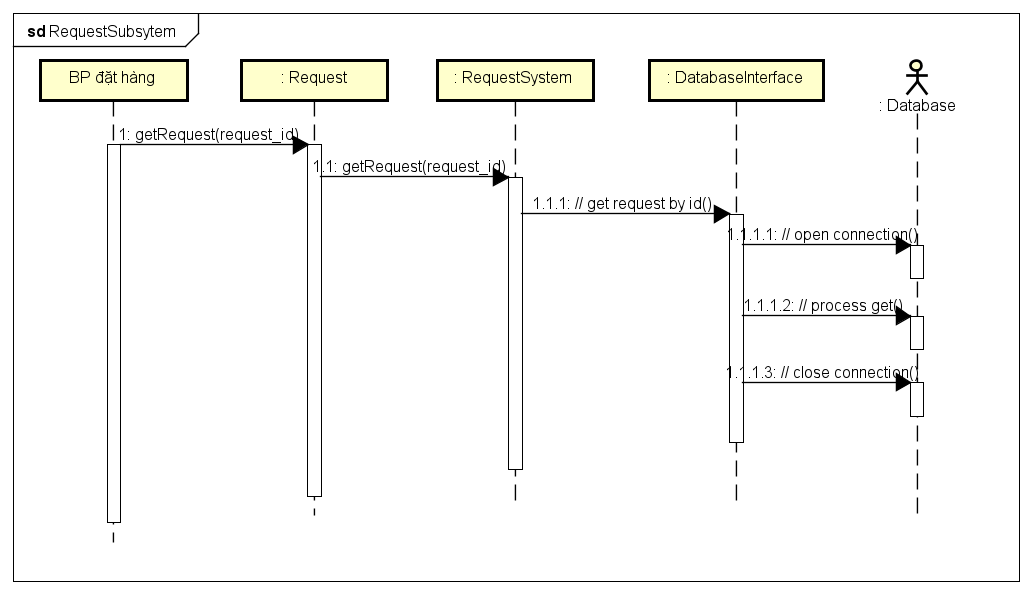 sd RequestSubsytem
BP đặt hàng
: Request
: RequestSystem
: DatabaseInterface
: Database
1: getRequest(request_id)
1.1: getRequest(request_id)
1.1.1: // get request by id()
1.1.1.1: // open connection()
1.1.1.2: // process get()
1.1.1.3: // close connection()